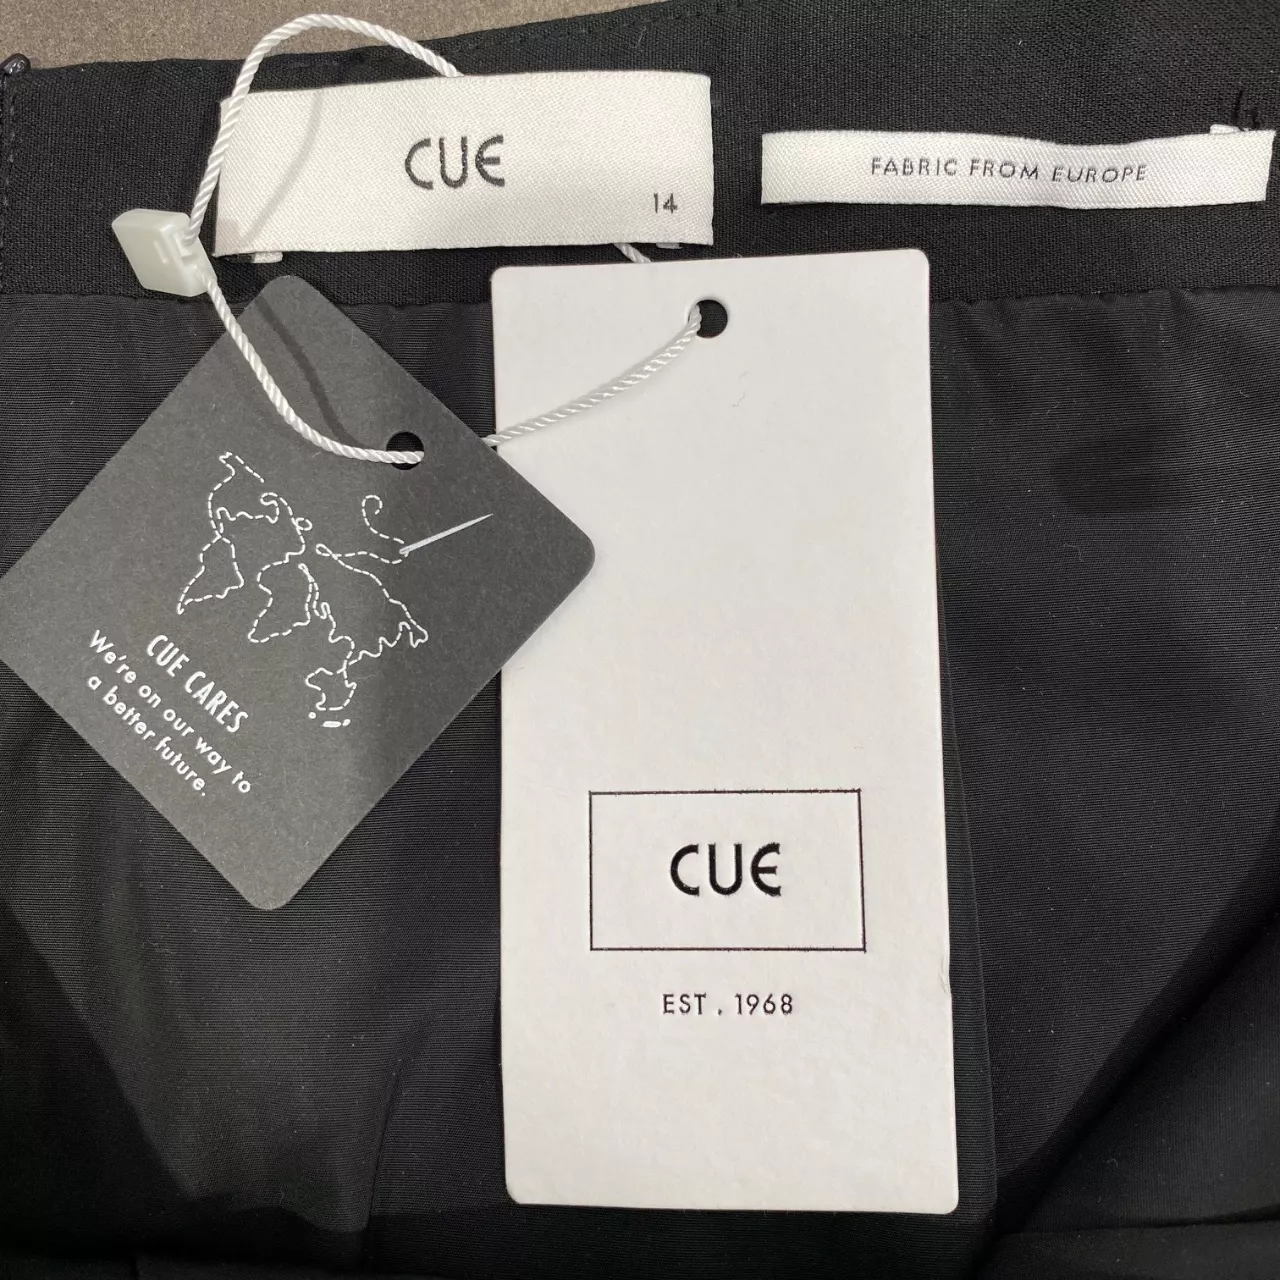 CUE
14
FABRIC FROM EUROPE
CUE CARES
We're on our way to
a better future.
CUE
EST. 1968